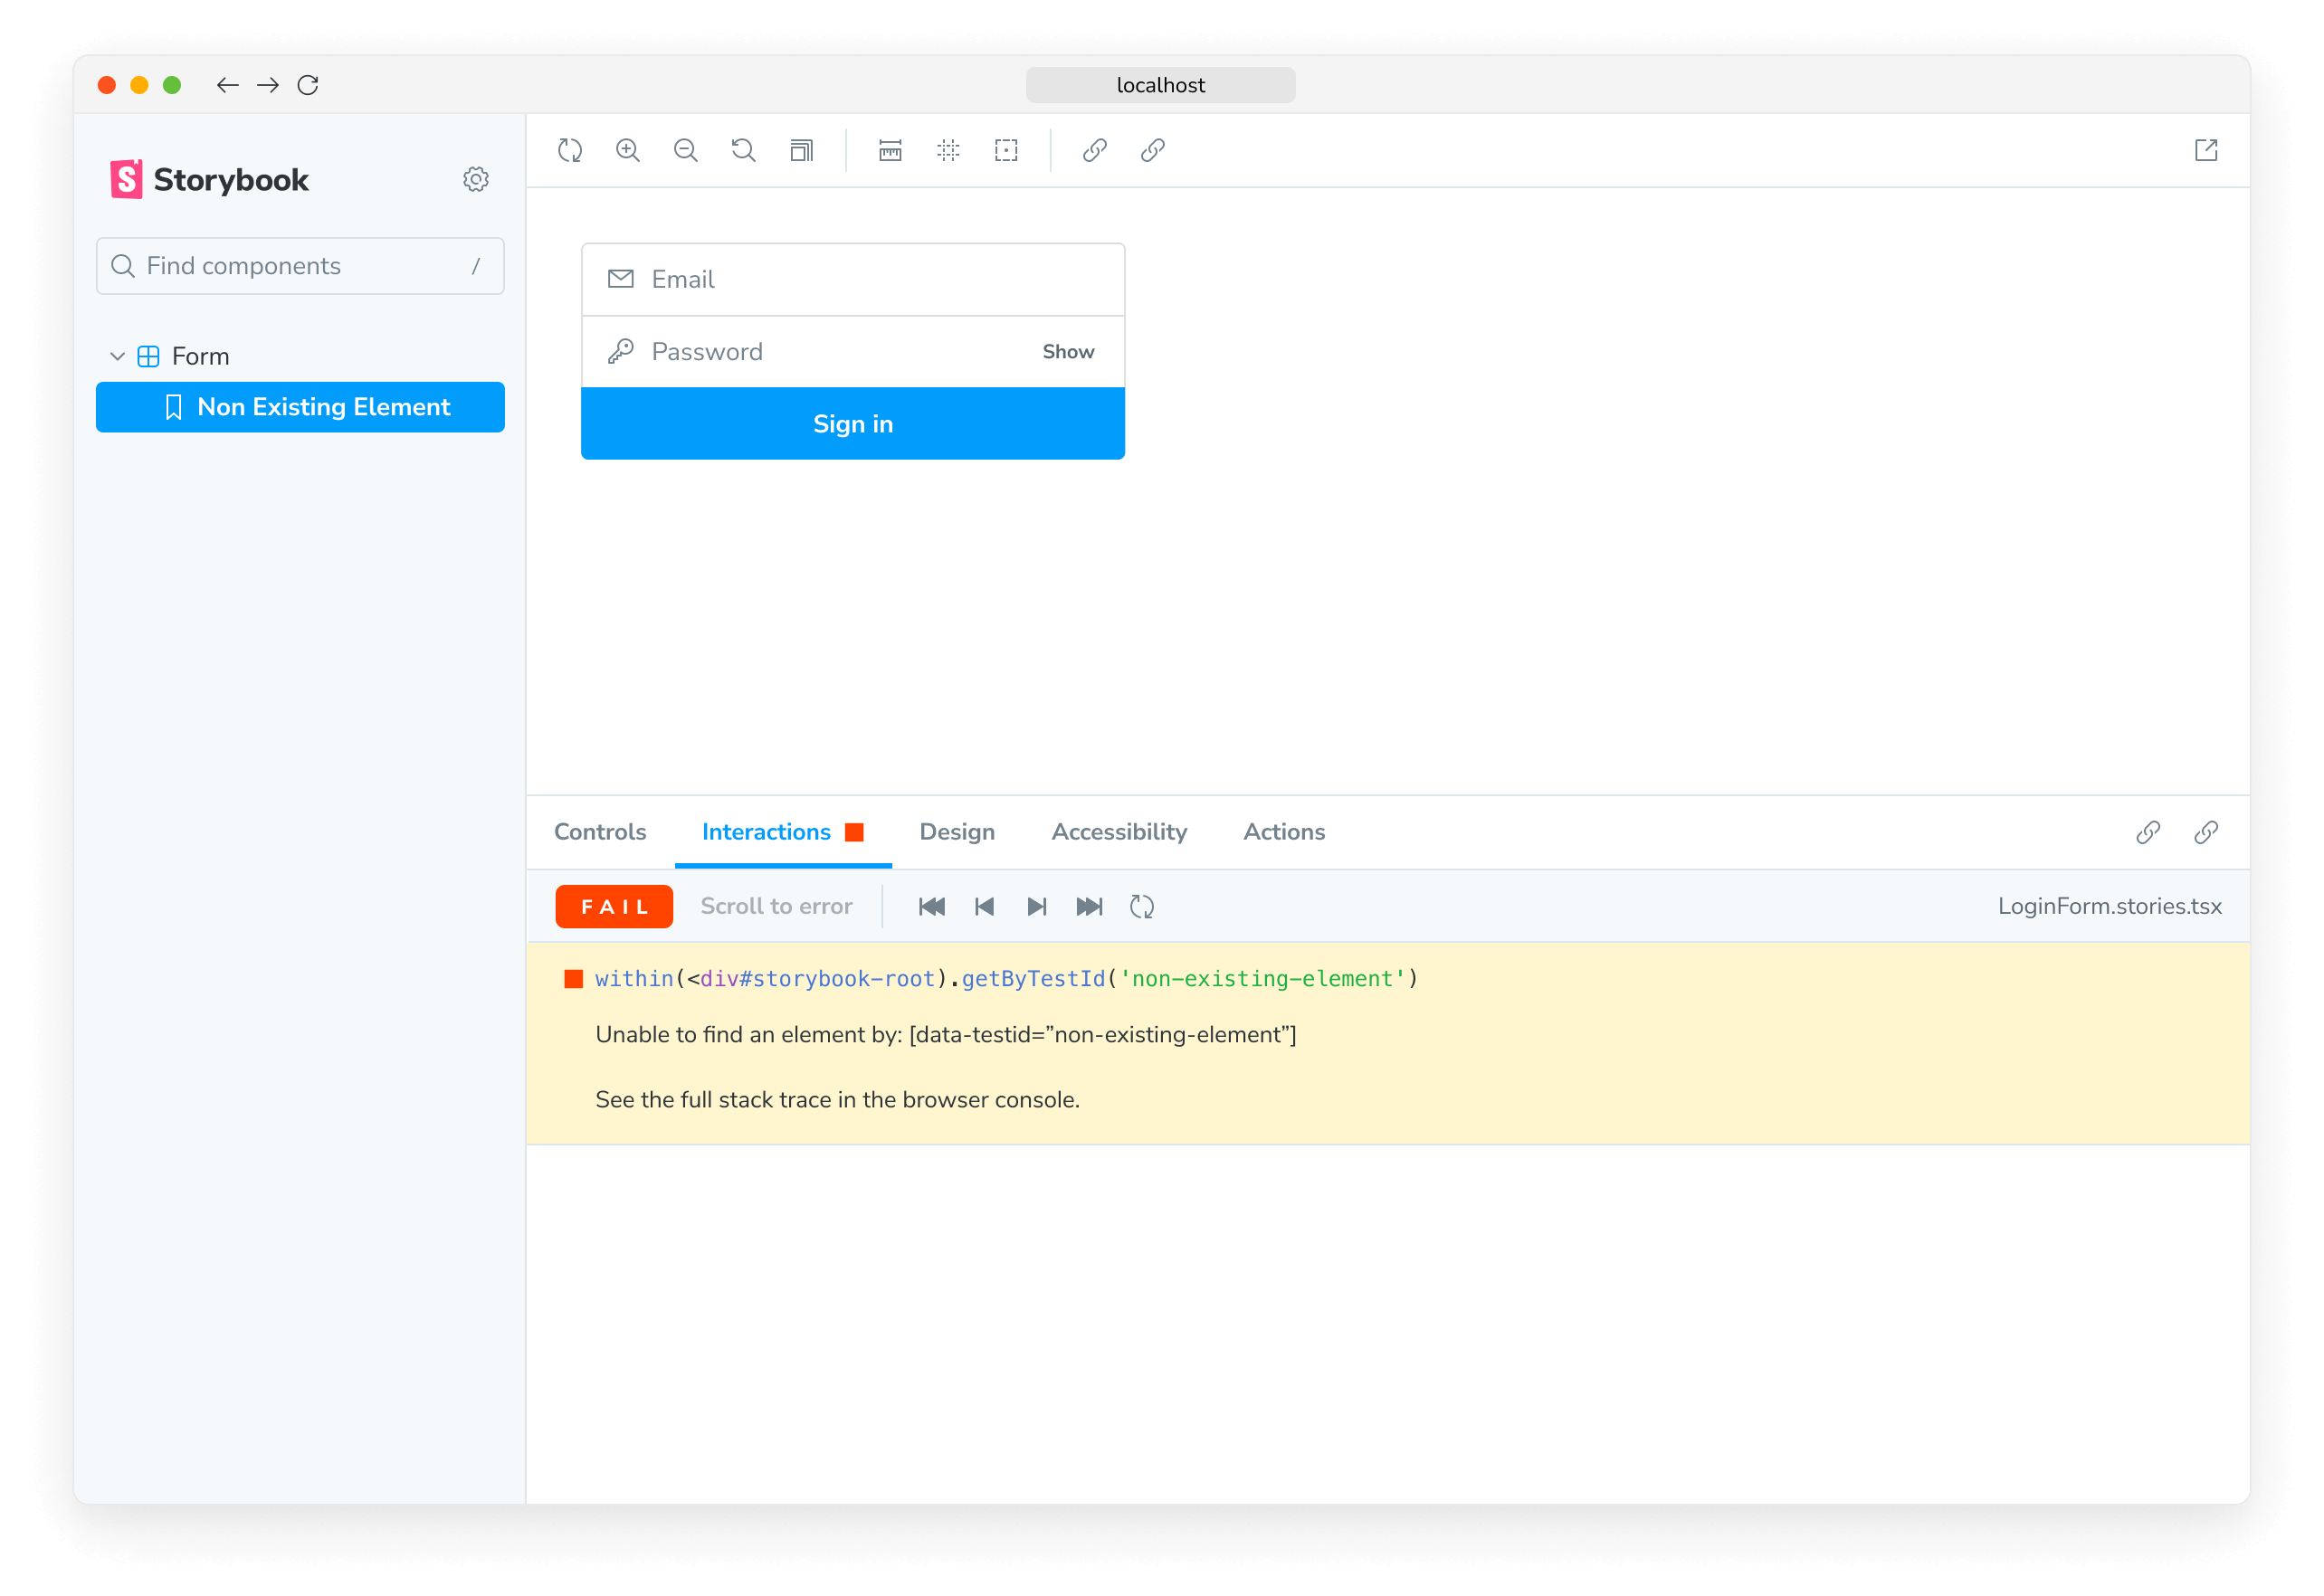 localhost
Storybook
Find components /
Form
Non Existing Element
Email
Password Show
Sign in
Controls Interactions Design Accessibility Actions
FAIL Scroll to error LoginForm.stories.tsx
within(<div#storybook-root).getByTestId('non-existing-element')
Unable to find an element by: [data-testid=”non-existing-element”]
See the full stack trace in the browser console.